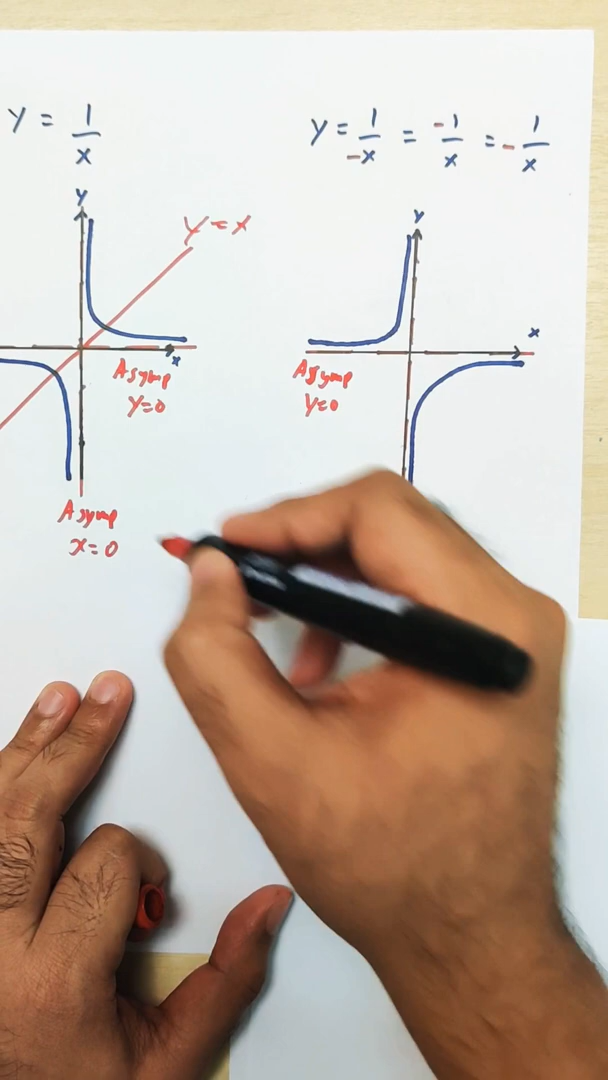 y = 1/x
y = 1/-x = -1/x = - 1/x
y
y = x
x
Asymp
y=0
Asymp
x=0
y
x
Asymp
y=0